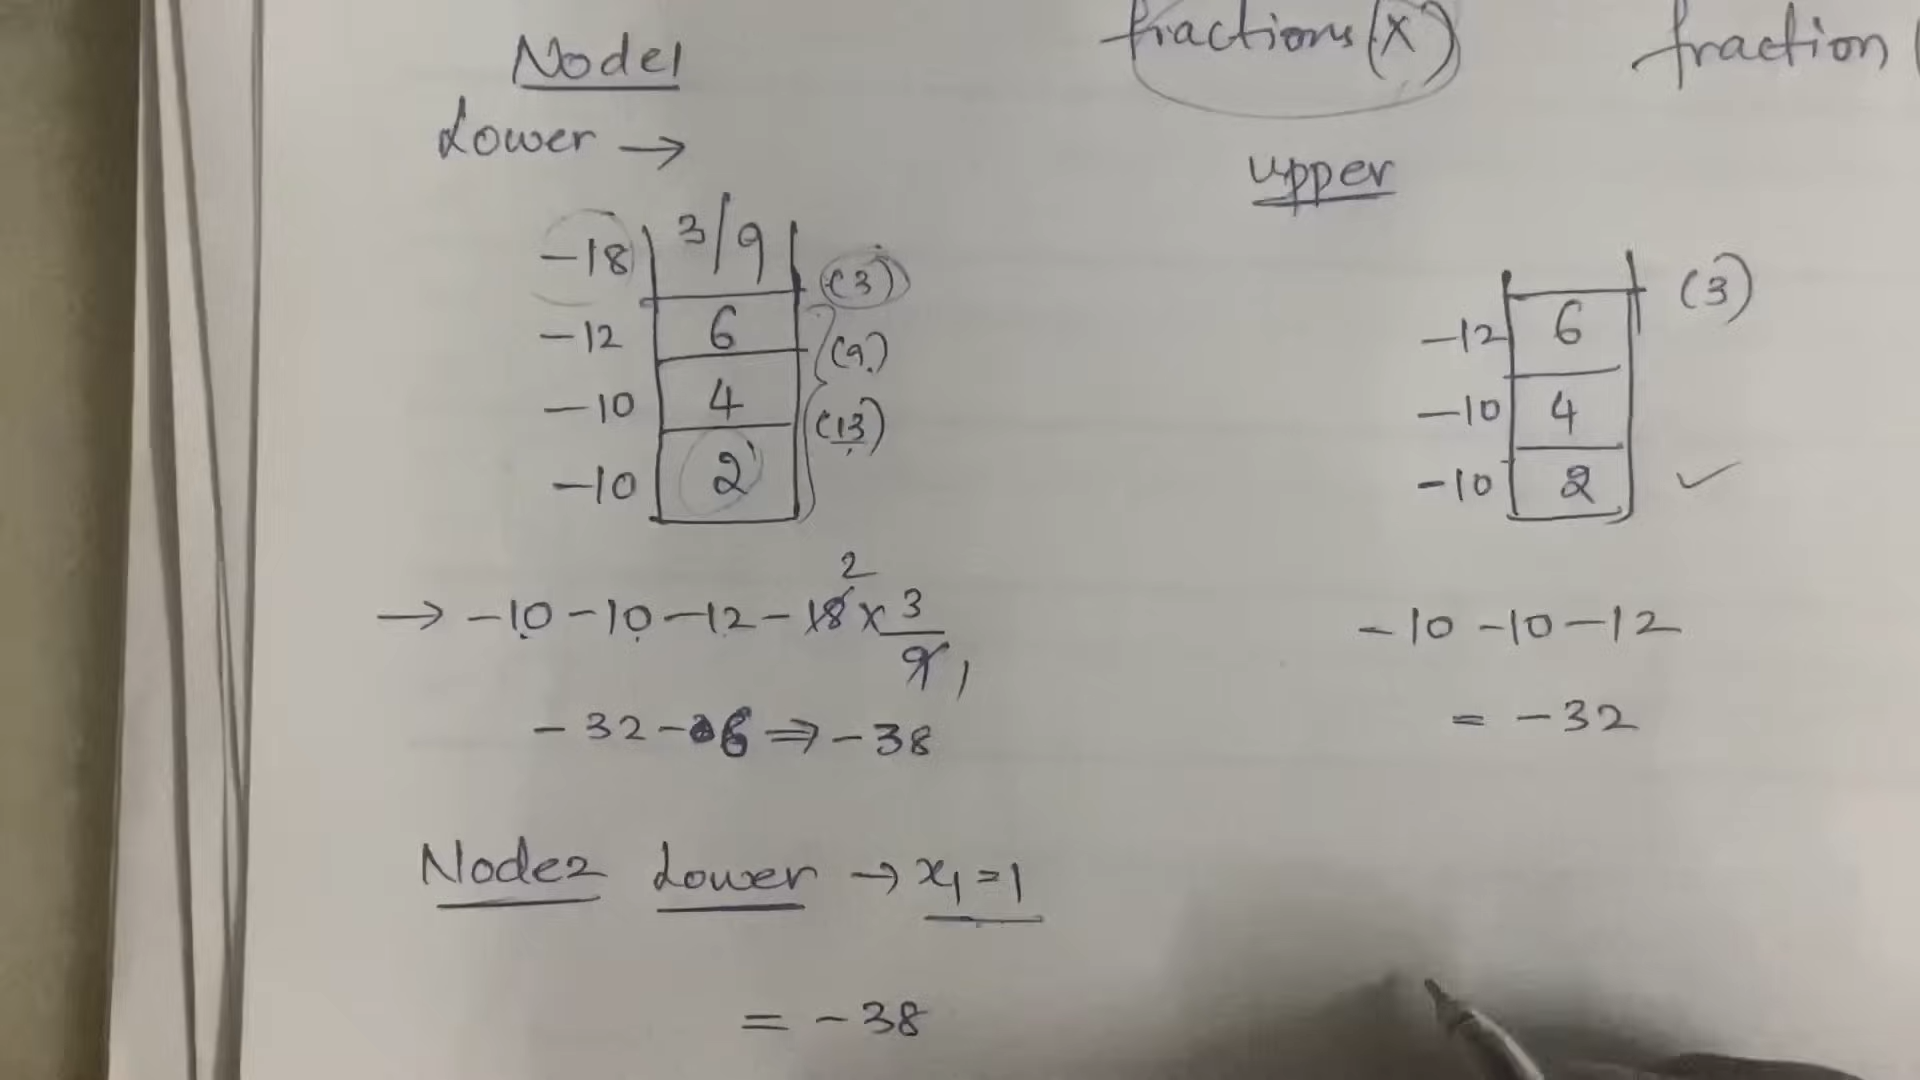 Node1
fractions(x)
fraction (
Lower →
upper
-18 3/9 (3)
-12 6 (9)
-10 4 (13)
-10 2
(3)
-12 6
-10 4
-10 2 ✓
2
→ -10 -10 -12 -18 x 3
9 1
-32 - 6 ⇒ -38
-10 -10 -12
= -32
Node2 Lower → x₁ = 1
= -38